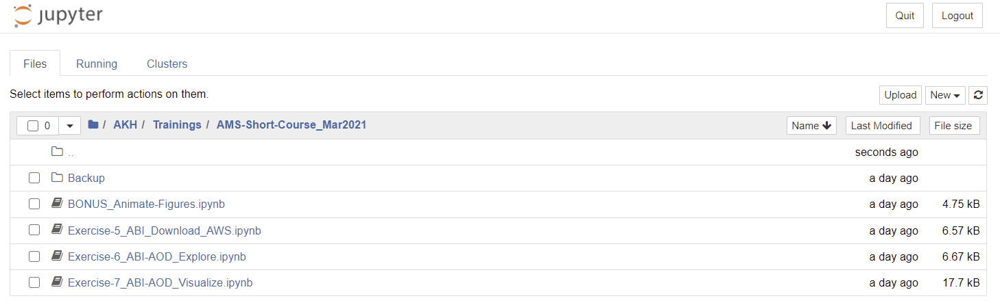 jupyter Quit Logout
Files Running Clusters
Select items to perform actions on them. Upload New
0 / AKH / Trainings / AMS-Short-Course_Mar2021 Name Last Modified File size
.. seconds ago
Backup a day ago
BONUS_Animate-Figures.ipynb a day ago 4.75 kB
Exercise-5_ABI_Download_AWS.ipynb a day ago 6.57 kB
Exercise-6_ABI-AOD_Explore.ipynb a day ago 6.67 kB
Exercise-7_ABI-AOD_Visualize.ipynb a day ago 17.7 kB